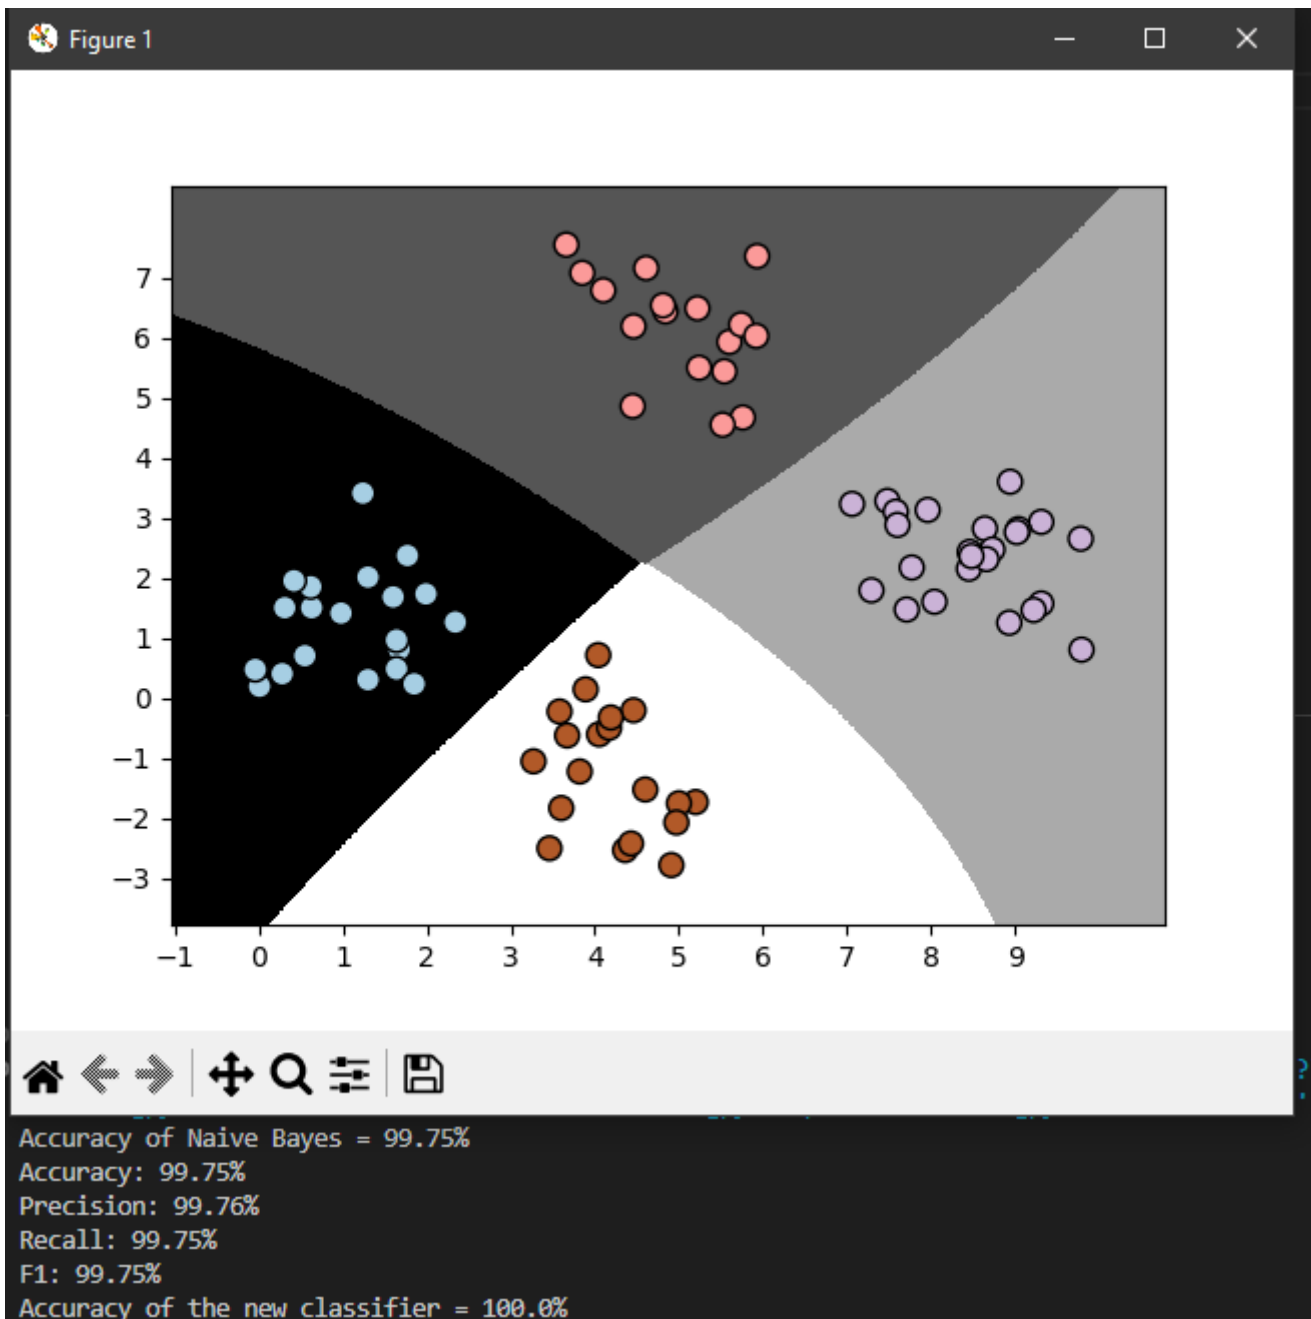 Figure 1
7
6
5
4
3
2
1
0
−1
−2
−3
−1 0 1 2 3 4 5 6 7 8 9
?
Accuracy of Naive Bayes = 99.75%
Accuracy: 99.75%
Precision: 99.76%
Recall: 99.75%
F1: 99.75%
Accuracy of the new classifier = 100.0%